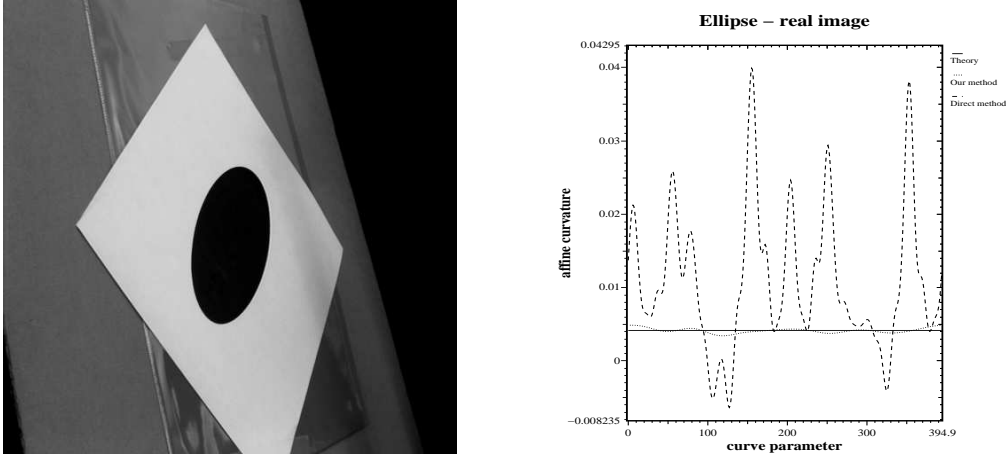 Ellipse – real image
0.04295
0.04
0.03
0.02
0.01
0
−0.008235
affine curvature
0
100
200
300
394.9
curve parameter
Theory
Our method
Direct method